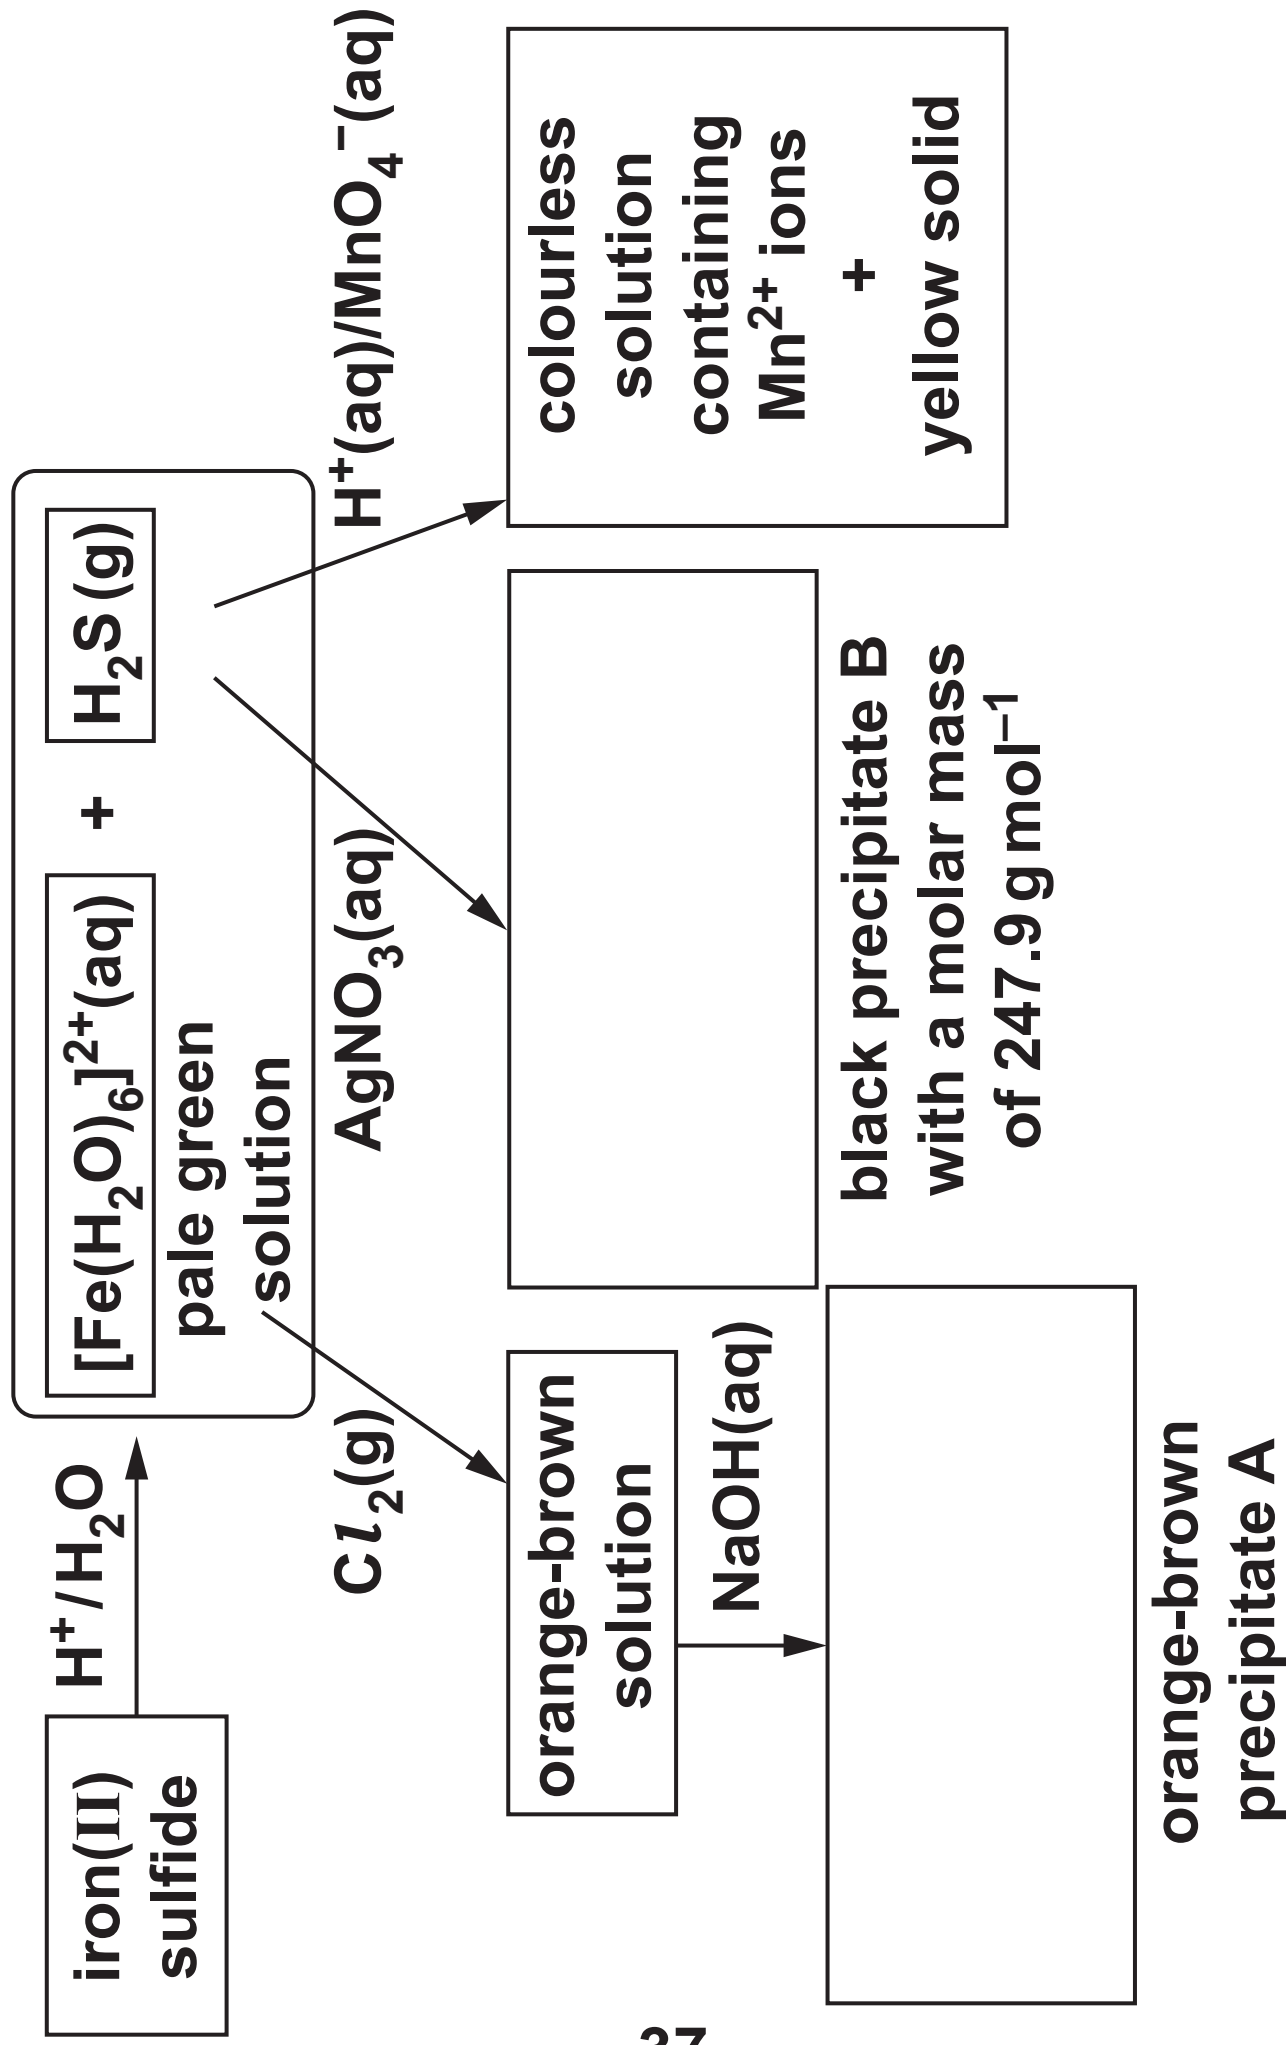 iron(II)
sulfide
H⁺/H₂O
[Fe(H₂O)₆]²⁺(aq)
+
H₂S(g)
pale green
solution
Cl₂(g)
AgNO₃(aq)
H⁺(aq)/MnO₄⁻(aq)
orange-brown
solution
NaOH(aq)
orange-brown
precipitate A
black precipitate B
with a molar mass
of 247.9 g mol⁻¹
colourless
solution
containing
Mn²⁺ ions
+
yellow solid